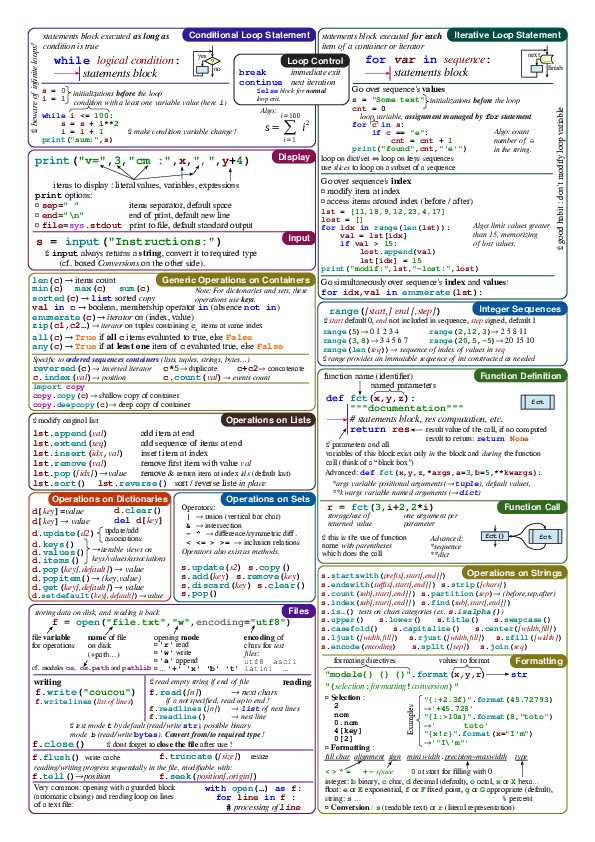 statements block executed as long as
condition is true
Conditional Loop Statement
while logical condition:
statements block
yes
no
☝ beware of infinite loops!
s = 0
i = 1
initializations before the loop
condition with a least one variable value (here i)
while i <= 100:
s = s + i**2
i = i + 1
☝ make condition variable change !
print("sum:",s)
Loop Control
break immediate exit
continue next iteration
☝ else block for normal
loop exit.
Algo:
i=100
s = ∑ i²
i=1
print("v=",3,"cm :",x,",",y+4)
Display
items to display : literal values, variables, expressions
print options:
◽ sep=" " items separator, default space
◽ end="\n" end of print, default new line
◽ file=sys.stdout print to file, default standard output
s = input("Instructions:")
Input
☝ input always returns a string, convert it to required type
(cf. boxed Conversions on the other side).
Generic Operations on Containers
len(c)→ items count
min(c) max(c) sum(c)
Note: For dictionaries and sets, these
operations use keys.
sorted(c)→ list sorted copy
val in c → boolean, membership operator in (absence not in)
enumerate(c)→ iterator on (index, value)
zip(c1,c2…)→ iterator on tuples containing cᵢ items at same index
all(c)→ True if all c items evaluated to true, else False
any(c)→ True if at least one item of c evaluated true, else False
Specific to ordered sequences containers (lists, tuples, strings, bytes…)
reversed(c)→ inversed iterator c*5→ duplicate c+c2→ concatenate
c.index(val)→ position c.count(val)→ events count
import copy
copy.copy(c)→ shallow copy of container
copy.deepcopy(c)→ deep copy of container
☝ modify original list
Operations on Lists
lst.append(val) add item at end
lst.extend(seq) add sequence of items at end
lst.insert(idx,val) insert item at index
lst.remove(val) remove first item with value val
lst.pop([idx])→value remove & return item at index idx (default last)
lst.sort() lst.reverse() sort / reverse liste in place
Operations on Dictionaries
d[key]=value d.clear()
d[key]→ value del d[key]
d.update(d2) update/add
associations
d.keys()
d.values() →iterable views on
d.items() keys/values/associations
d.pop(key[,default])→ value
d.popitem()→ (key,value)
d.get(key[,default])→ value
d.setdefault(key[,default])→value
Operations on Sets
Operators:
| → union (vertical bar char)
& → intersection
- ^ → difference/symmetric diff.
< <= > >= → inclusion relations
Operators also exist as methods.
s.update(s2) s.copy()
s.add(key) s.remove(key)
s.discard(key) s.clear()
s.pop()
storing data on disk, and reading it back
Files
f = open("file.txt","w",encoding="utf8")
file variable
for operations
name of file
on disk
(+path…)
opening mode
◽ 'r' read
◽ 'w' write
◽ 'a' append
◽ …'+' 'x' 'b' 't'
encoding of
chars for text
files:
utf8 ascii
latin1 …
cf. modules os, os.path and pathlib
writing
f.write("coucou")
f.writelines(list of lines)
☝ read empty string if end of file
reading
f.read([n]) → next chars
if n not specified, read up to end !
f.readlines([n]) → list of next lines
f.readline() → next line
☝ text mode t by default (read/write str), possible binary
mode b (read/write bytes). Convert from/to required type !
f.close() ☝ dont forget to close the file after use !
f.flush() write cache f.truncate([size]) resize
reading/writing progress sequentially in the file, modifiable with:
f.tell()→position f.seek(position[,origin])
Very common: opening with a guarded block
(automatic closing) and reading loop on lines
of a text file:
with open(…) as f:
for line in f :
# processing of line
statements block executed for each
item of a container or iterator
Iterative Loop Statement
for var in sequence:
statements block
next
…
finish
Go over sequence's values
s = "Some text"
cnt = 0
initializations before the loop
loop variable, assignment managed by for statement
for c in s:
if c == "e":
cnt = cnt + 1
print("found",cnt,"'e'")
Algo: count
number of e
in the string.
loop on dict/set ⇔ loop on keys sequences
use slices to loop on a subset of a sequence
☝ good habit : don't modify loop variable
Go over sequence's index
◽ modify item at index
◽ access items around index (before / after)
lst = [11,18,9,12,23,4,17]
lost = []
for idx in range(len(lst)):
val = lst[idx]
if val > 15:
lost.append(val)
lst[idx] = 15
print("modif:",lst,"-lost:",lost)
Algo: limit values greater
than 15, memorizing
of lost values.
Go simultaneously over sequence's index and values:
for idx,val in enumerate(lst):
Integer Sequences
range([start,] end [,step])
☝ start default 0, end not included in sequence, step signed, default 1
range(5)→ 0 1 2 3 4 range(2,12,3)→ 2 5 8 11
range(3,8)→ 3 4 5 6 7 range(20,5,-5)→ 20 15 10
range(len(seq))→ sequence of index of values in seq
☝ range provides an immutable sequence of int constructed as needed
Function Definition
function name (identifier)
named parameters
def fct(x,y,z):
"""documentation"""
# statements block, res computation, etc.
return res result value of the call, if no computed
result to return: return None
fct
☝ parameters and all
variables of this block exist only in the block and during the function
call (think of a "black box")
Advanced: def fct(x,y,z,*args,a=3,b=5,**kwargs):
*args variable positional arguments (→tuple), default values,
**kwargs variable named arguments (→dict)
Function Call
r = fct(3,i+2,2*i)
storage/use of
returned value
one argument per
parameter
☝ this is the use of function
name with parentheses
which does the call
Advanced:
*sequence
**dict
fct()
fct
Operations on Strings
s.startswith(prefix[,start[,end]])
s.endswith(suffix[,start[,end]]) s.strip([chars])
s.count(sub[,start[,end]]) s.partition(sep)→ (before,sep,after)
s.index(sub[,start[,end]]) s.find(sub[,start[,end]])
s.is…() tests on chars categories (ex. s.isalpha())
s.upper() s.lower() s.title() s.swapcase()
s.casefold() s.capitalize() s.center([width,fill])
s.ljust([width,fill]) s.rjust([width,fill]) s.zfill([width])
s.encode(encoding) s.split([sep]) s.join(seq)
Formatting
formatting directives values to format
"modele{} {} {}".format(x,y,r) str
"{selection:formatting!conversion}"
◽ Selection :
2
nom
0.nom
4[key]
0[2]
Examples
"{:+2.3f}".format(45.72793)
→'+45.728'
"{1:>10s}".format(8,"toto")
→' toto'
"{x!r}".format(x="I'm")
→'"I\'m"'
◽ Formatting :
fill char alignment sign mini width.precision~maxwidth type
< > ^ = + - space 0 at start for filling with 0
integer: b binary, c char, d decimal (default), o octal, x or X hexa…
float: e or E exponential, f or F fixed point, g or G appropriate (default),
string: s … % percent
◽ Conversion : s (readable text) or r (literal representation)